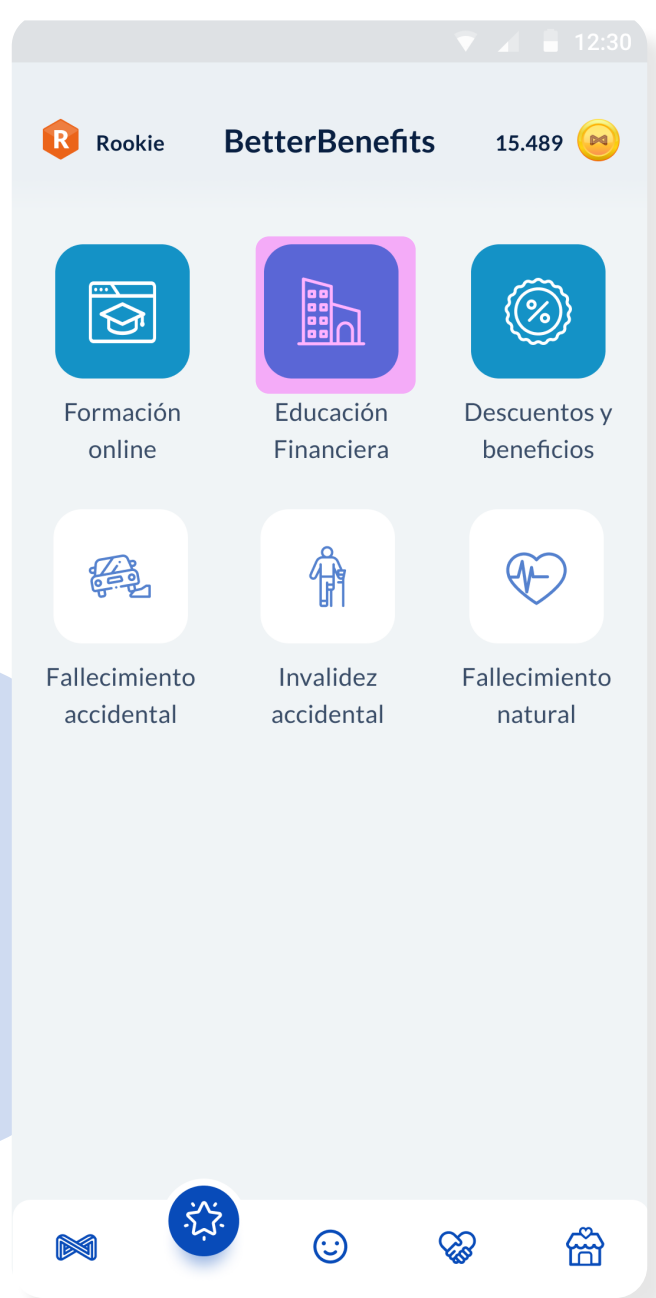 12:30
R Rookie BetterBenefits 15.489
Formación Educación Descuentos y
online Financiera beneficios
Fallecimiento Invalidez Fallecimiento
accidental accidental natural